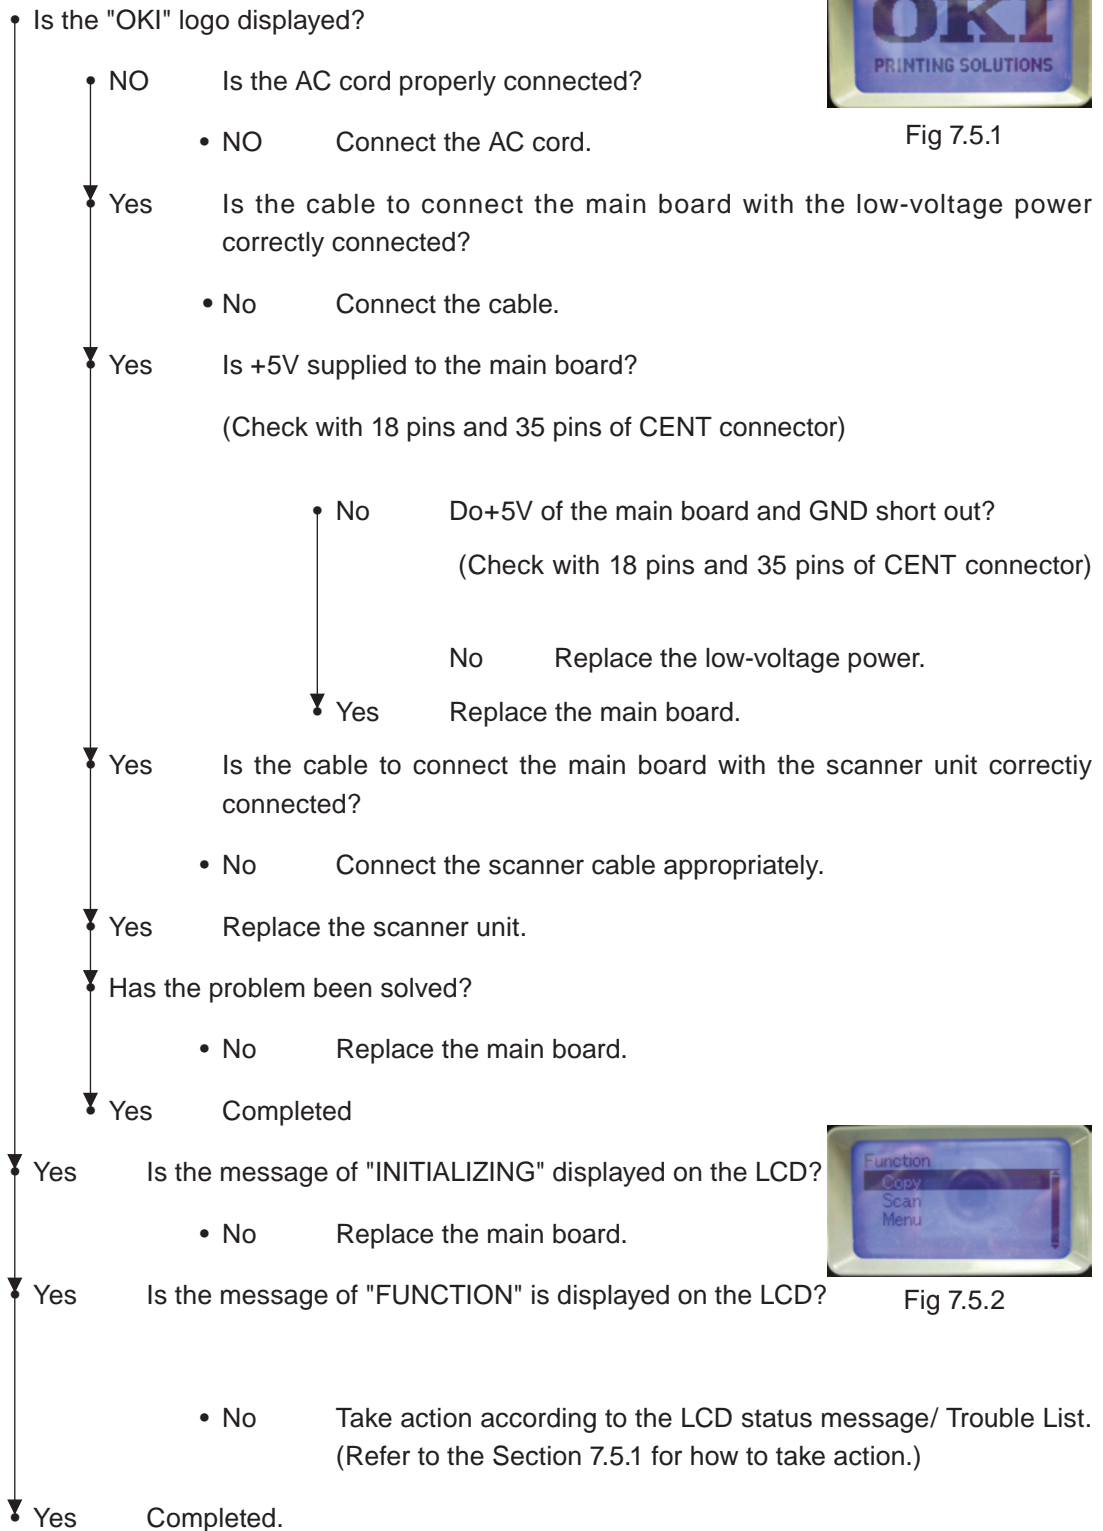 Is the "OKI" logo displayed?
OKI
PRINTING SOLUTIONS
Fig 7.5.1
NO Is the AC cord properly connected?
NO Connect the AC cord.
Yes Is the cable to connect the main board with the low-voltage power
correctly connected?
No Connect the cable.
Yes Is +5V supplied to the main board?
(Check with 18 pins and 35 pins of CENT connector)
No Do+5V of the main board and GND short out?
(Check with 18 pins and 35 pins of CENT connector)
No Replace the low-voltage power.
Yes Replace the main board.
Yes Is the cable to connect the main board with the scanner unit correctiy
connected?
No Connect the scanner cable appropriately.
Yes Replace the scanner unit.
Has the problem been solved?
No Replace the main board.
Yes Completed
Yes Is the message of "INITIALIZING" displayed on the LCD?
Function
Copy
Scan
Menu
No Replace the main board.
Yes Is the message of "FUNCTION" is displayed on the LCD?
Fig 7.5.2
No Take action according to the LCD status message/ Trouble List.
(Refer to the Section 7.5.1 for how to take action.)
Yes Completed.